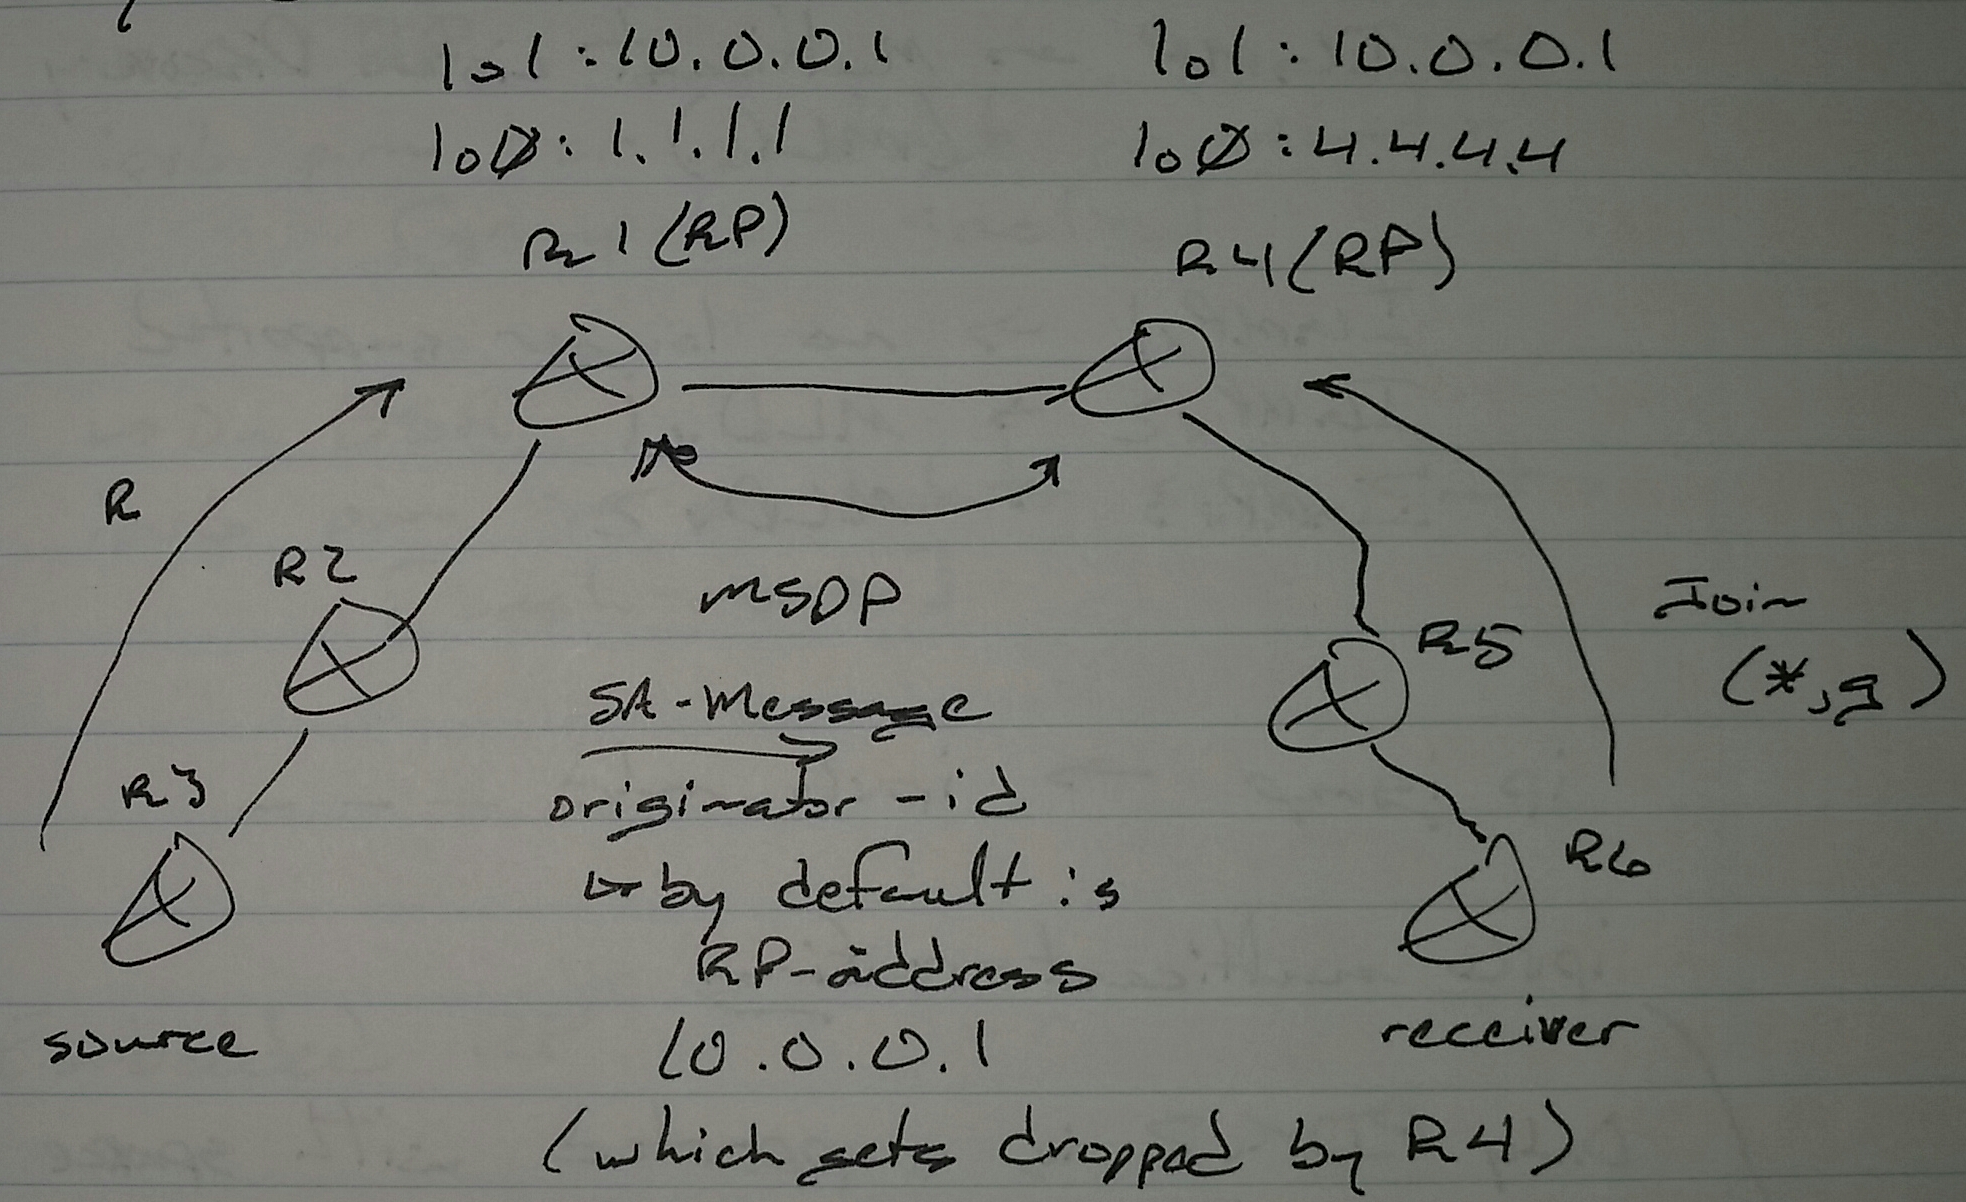 lo1:10.0.0.1
lo1:10.0.0.1
lo0:1.1.1.1
lo0:4.4.4.4
R1(RP)
R4(RP)
R
R2
MSDP
Join
(*,g)
R5
SA-Message
R3
originator-id
R6
by default is
RP-address
source
10.0.0.1
receiver
(which gets dropped by R4)